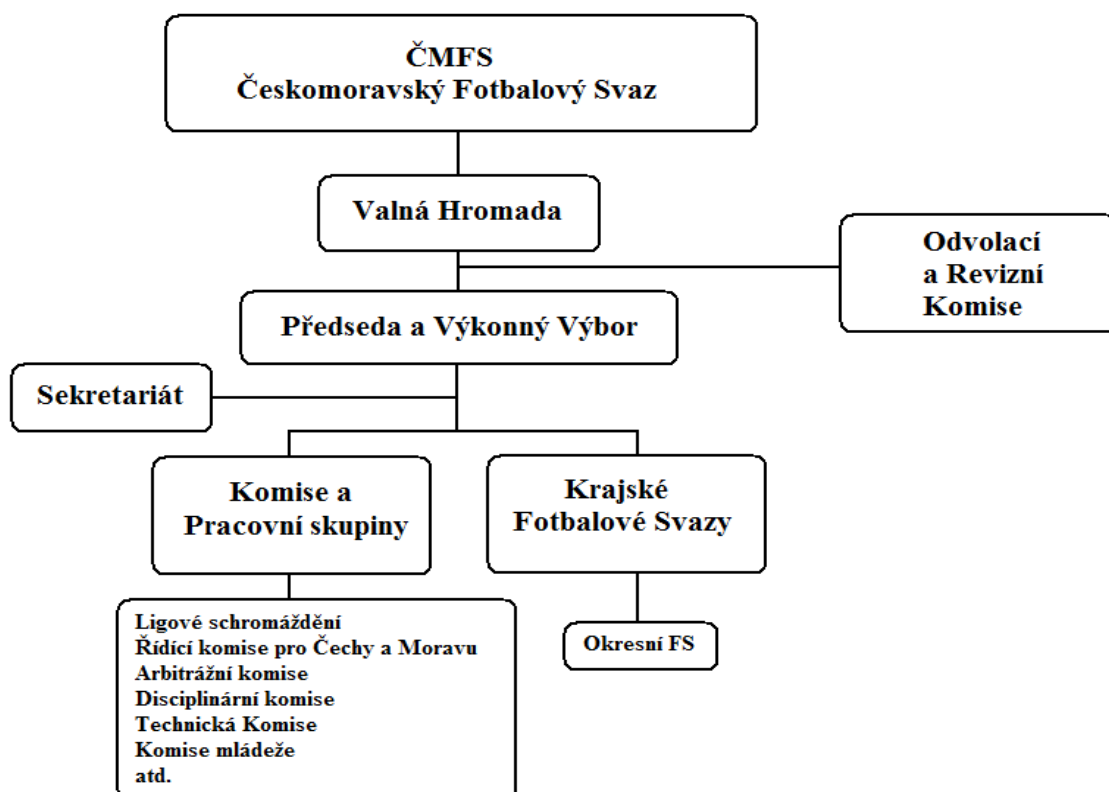 ČMFS
Českomoravský Fotbalový Svaz
Valná Hromada
Odvolací
a Revizní
Komise
Předseda a Výkonný Výbor
Sekretariát
Komise a
Pracovní skupiny
Krajské
Fotbalové Svazy
Ligové schromáždění
Řídící komise pro Čechy a Moravu
Arbitrážní komise
Disciplinární komise
Technická Komise
Komise mládeže
atd.
Okresní FS